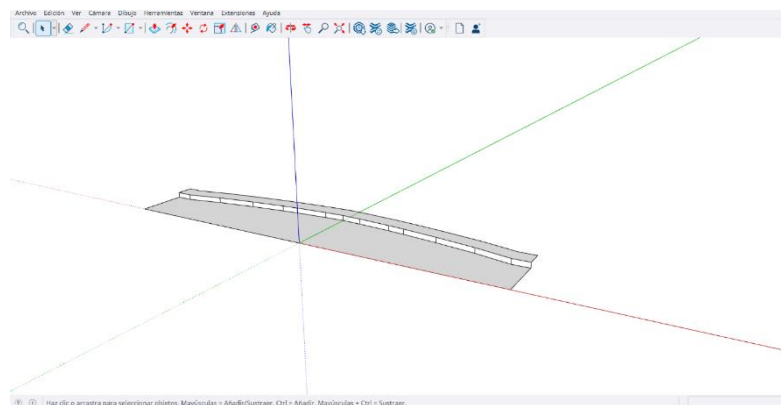 Archivo Edición Ver Cámara Dibujo Herramientas Ventana Extensiones Ayuda
Haz clic o arrastra para seleccionar objetos. Mayúsculas = Añadir/Sustraer. Ctrl = Añadir. Mayúsculas + Ctrl = Sustraer.